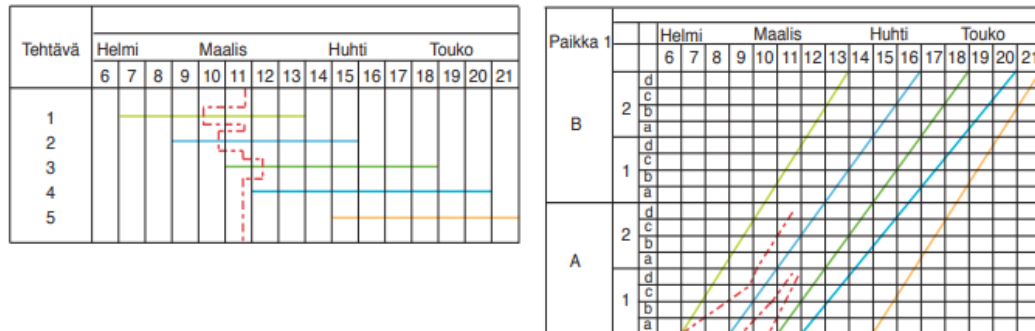 Tehtävä Helmi Maalis Huhti Touko
6 7 8 9 10 11 12 13 14 15 16 17 18 19 20 21
1
2
3
4
5
Paikka 1 Helmi Maalis Huhti Touko
6 7 8 9 10 11 12 13 14 15 16 17 18 19 20 21
B
2
d
c
b
a
1
d
c
b
a
A
2
d
c
b
a
1
d
c
b
a